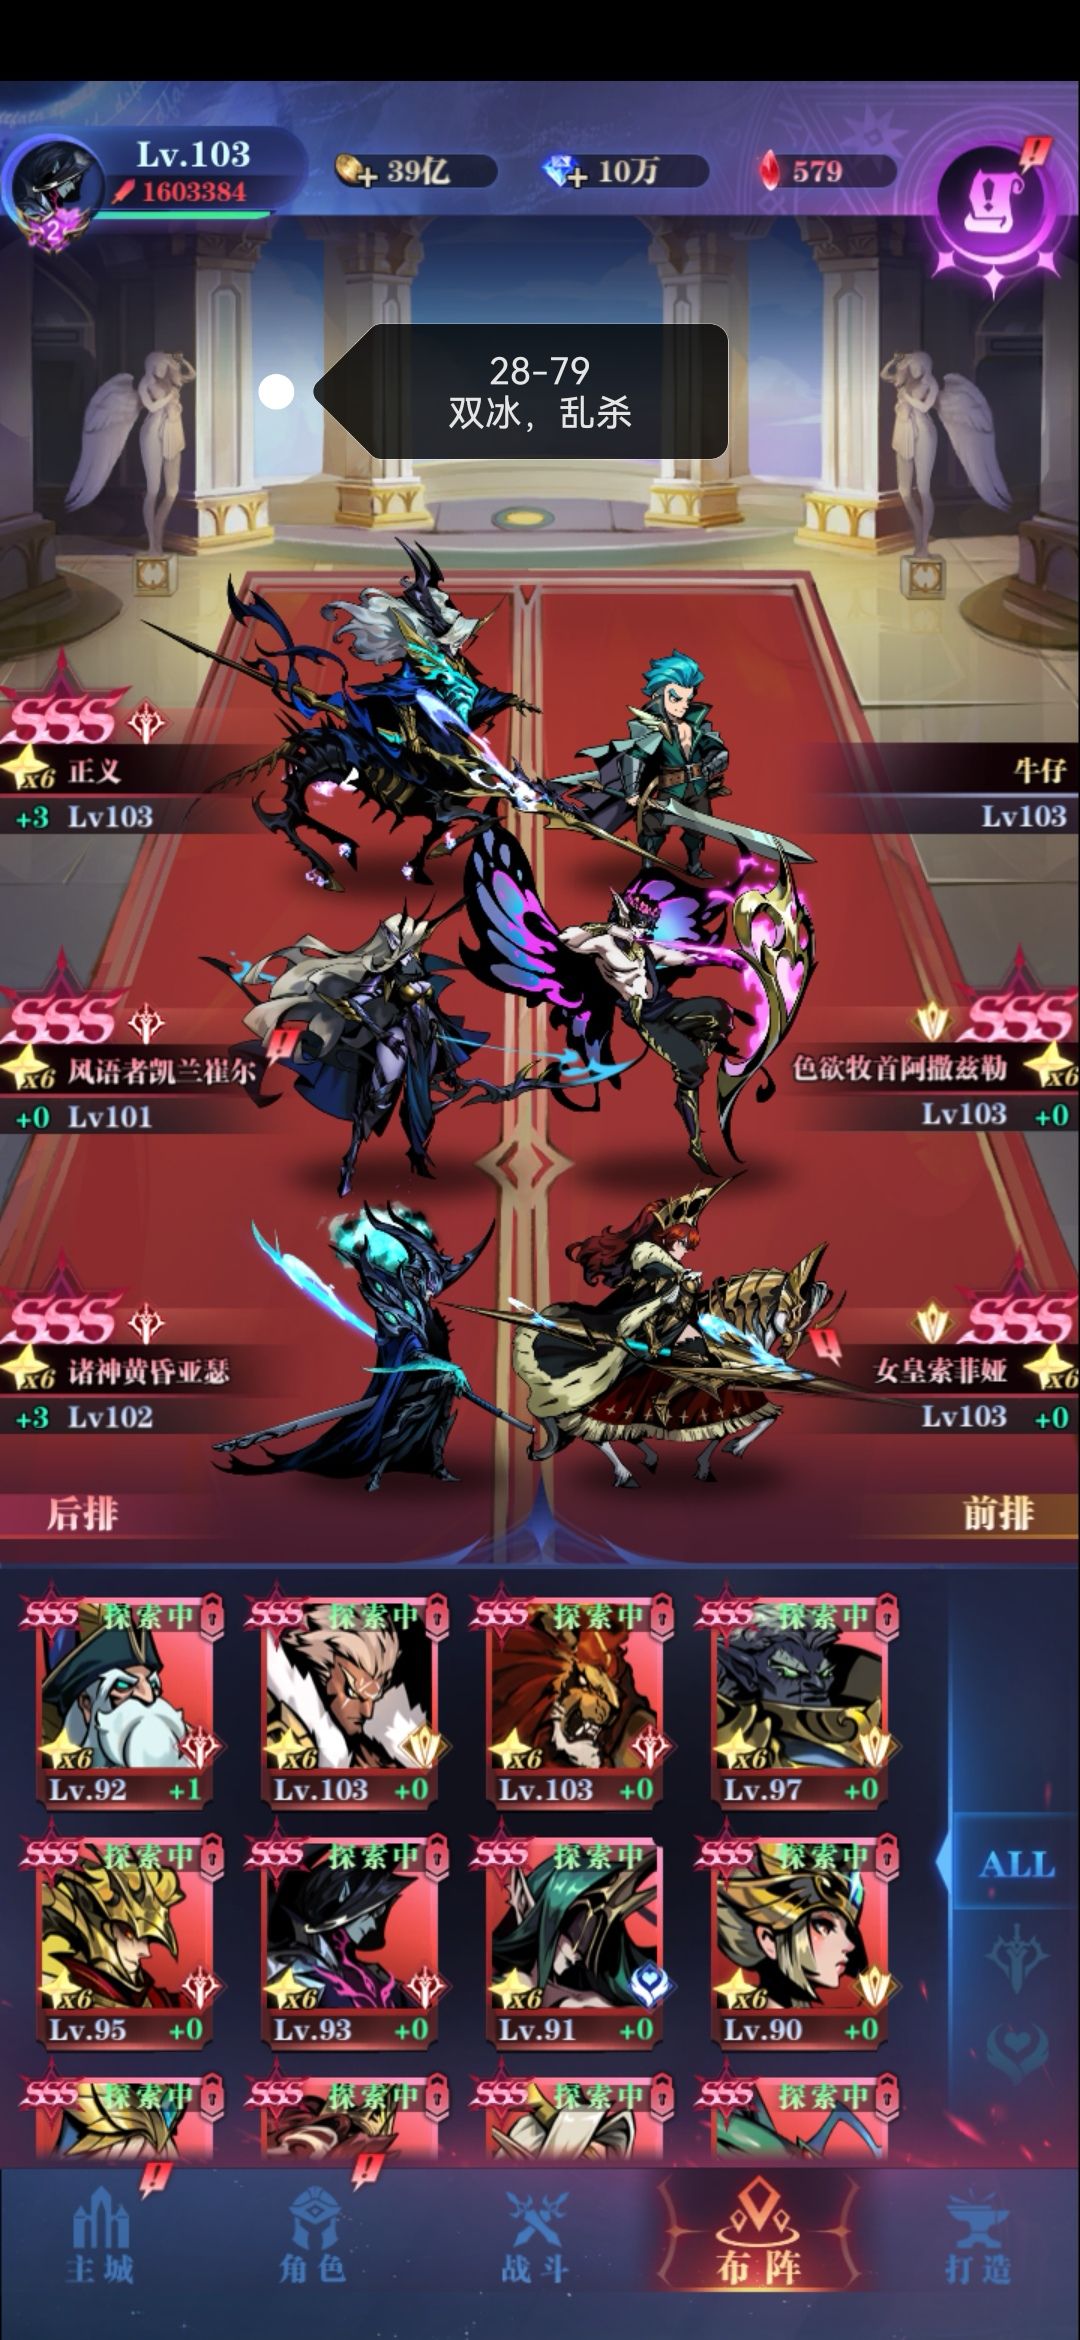 Lv.103
1603384
39亿
10万
579
2
28-79
双冰，乱杀
SSS
x6 正义
+3 Lv103
牛仔
Lv103
SSS
x6 风语者凯兰崔尔
+0 Lv101
SSS
色欲牧首阿撒兹勒 x6
Lv103 +0
SSS
x6 诸神黄昏亚瑟
+3 Lv102
SSS
女皇索菲娅 x6
Lv103 +0
后排
前排
SSS 探索中 SSS 探索中 SSS 探索中 SSS 探索中
x6 x6 x6 x6
Lv.92 +1 Lv.103 +0 Lv.103 +0 Lv.97 +0
SSS 探索中 SSS 探索中 SSS 探索中 SSS 探索中
ALL
x6 x6 x6 x6
Lv.95 +0 Lv.93 +0 Lv.91 +0 Lv.90 +0
SSS 探索中 SSS 探索中 SSS 探索中 SSS 探索中
主城 角色 战斗 布阵 打造